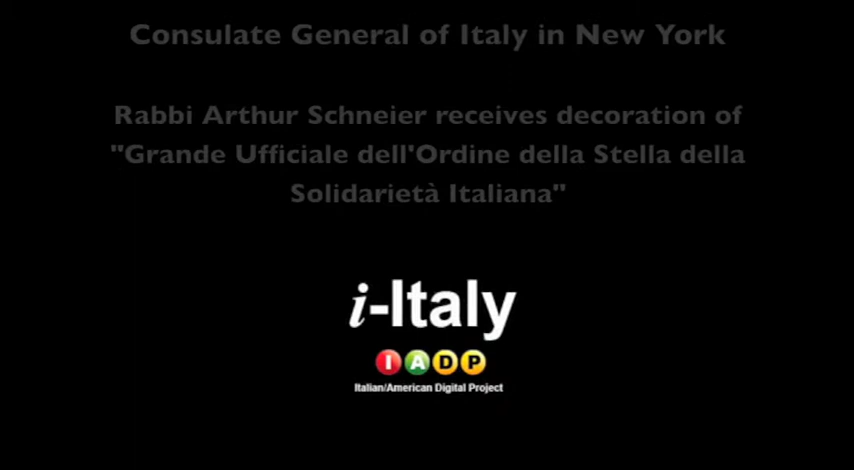 Consulate General of Italy in New York
Rabbi Arthur Schneier receives decoration of
"Grande Ufficiale dell'Ordine della Stella della
Solidarietà Italiana"
i-Italy
IADP
Italian/American Digital Project